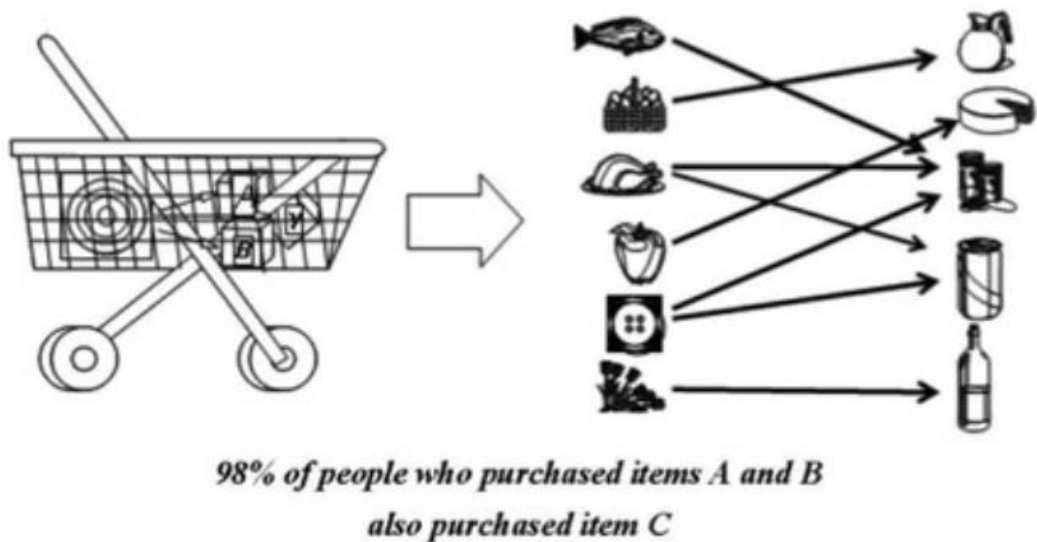 A
Y
B
98% of people who purchased items A and B
also purchased item C